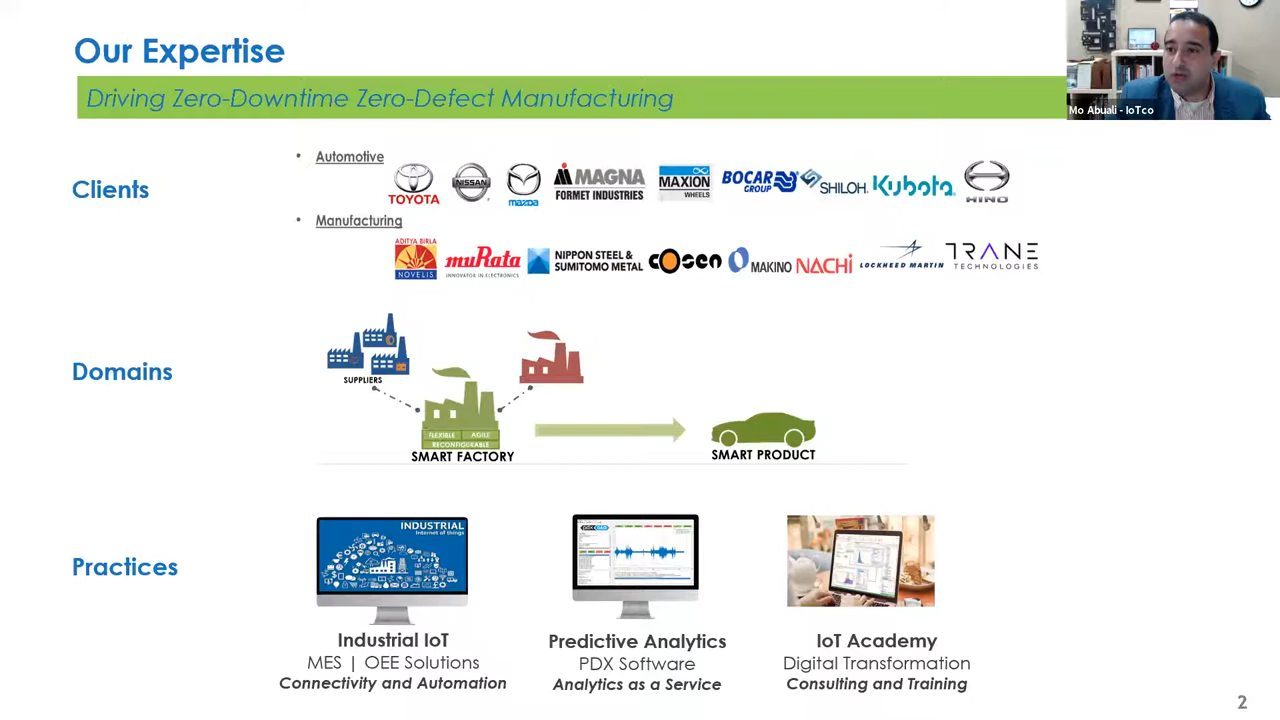 Our Expertise
Driving Zero-Downtime Zero-Defect Manufacturing
Mo Abuali - IoTco
Clients
• Automotive
TOYOTA
NISSAN
mazda
MAGNA
FORMET INDUSTRIES
MAXION
WHEELS
BOCAR
GROUP
SHILOH
Kubota
HINO
• Manufacturing
ADITYA BIRLA
NOVELIS
muRata
INNOVATOR IN ELECTRONICS
NIPPON STEEL &
SUMITOMO METAL
COSEN
MAKINO
NACHI
LOCKHEED MARTIN
TRANE
TECHNOLOGIES
Domains
SUPPLIERS
FLEXIBLE AGILE
RECONFIGURABLE
SMART FACTORY
SMART PRODUCT
Practices
INDUSTRIAL
Internet of things
Industrial IoT
MES | OEE Solutions
Connectivity and Automation
Predictive Analytics
PDX Software
Analytics as a Service
IoT Academy
Digital Transformation
Consulting and Training
2